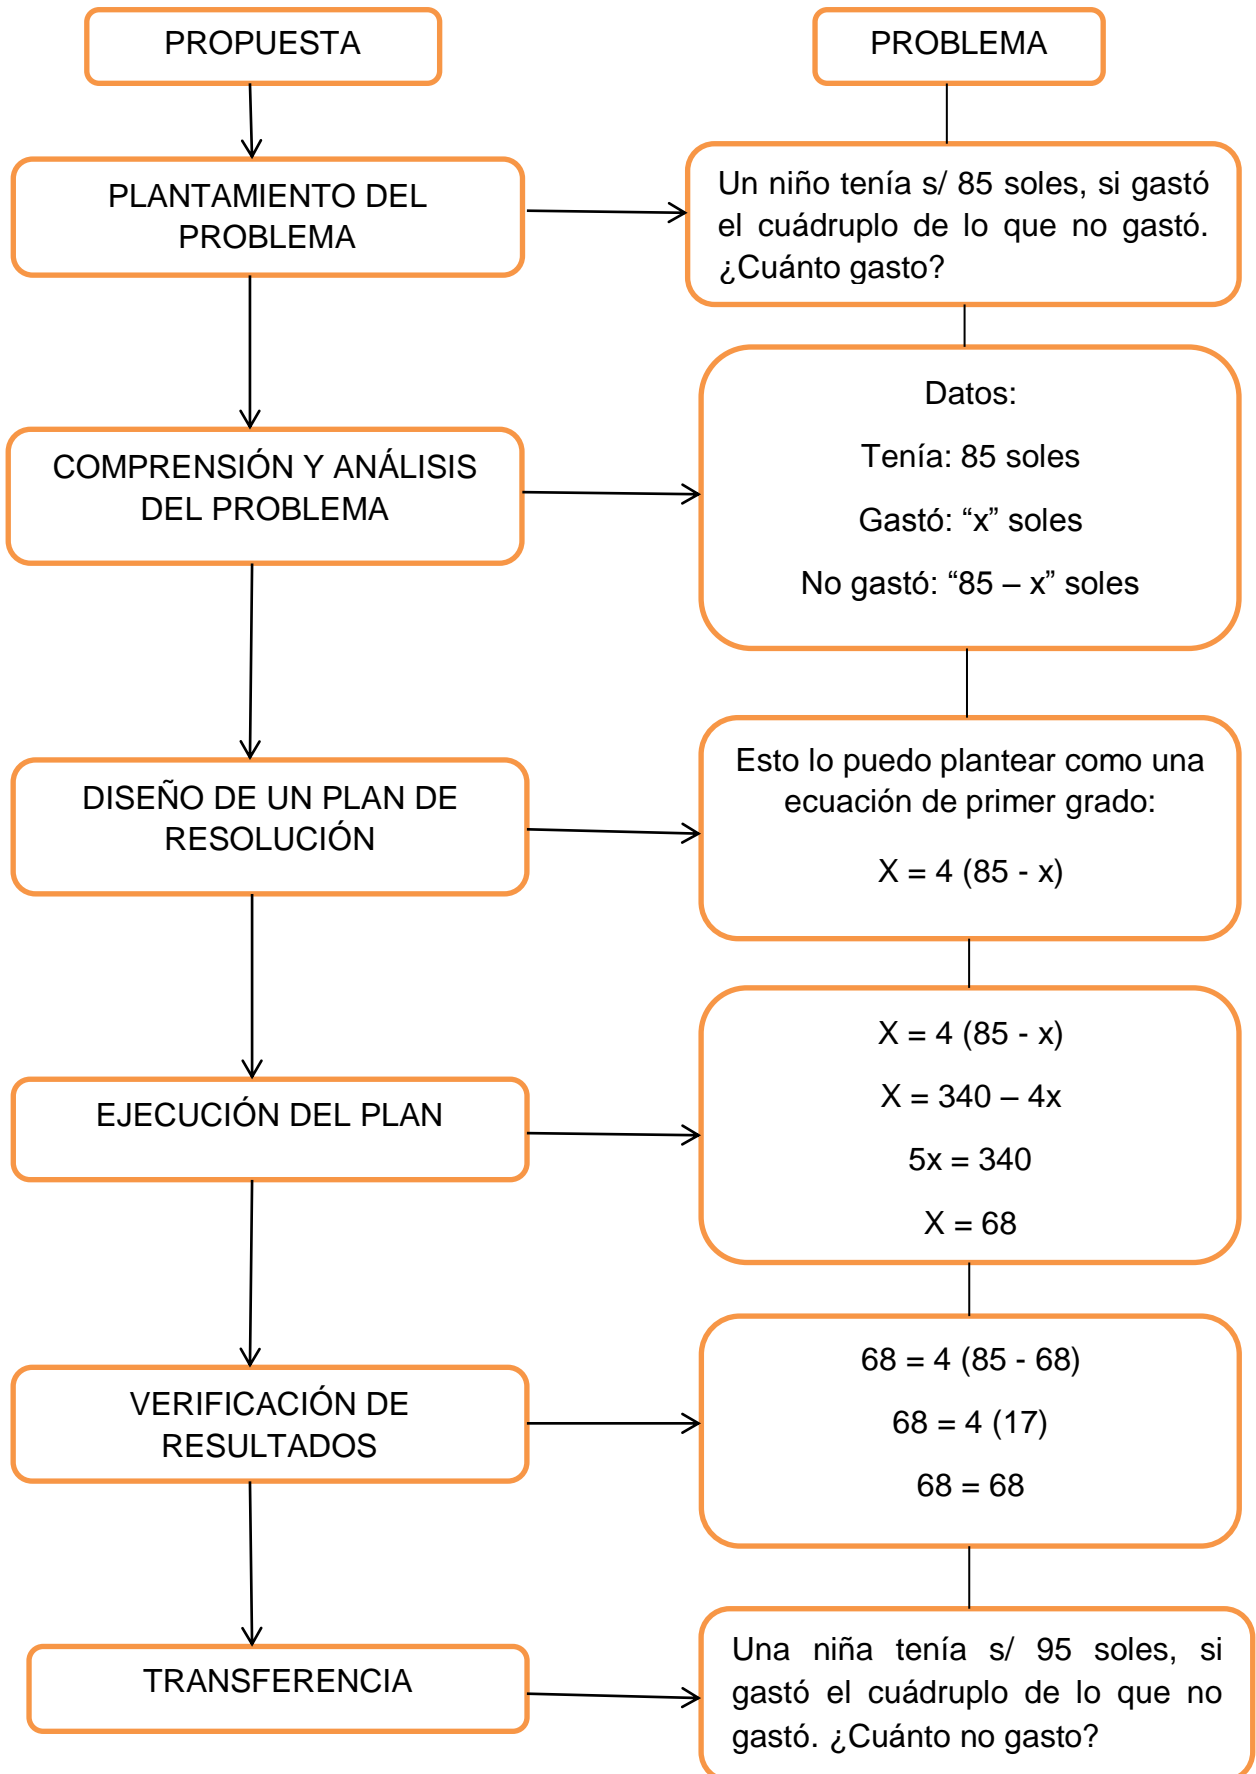 PROPUESTA
PROBLEMA
PLANTAMIENTO DEL
PROBLEMA
Un niño tenía s/ 85 soles, si gastó
el cuádruplo de lo que no gastó.
¿Cuánto gasto?
COMPRENSIÓN Y ANÁLISIS
DEL PROBLEMA
Datos:
Tenía: 85 soles
Gastó: “x” soles
No gastó: “85 – x” soles
DISEÑO DE UN PLAN DE
RESOLUCIÓN
Esto lo puedo plantear como una
ecuación de primer grado:
X = 4 (85 - x)
EJECUCIÓN DEL PLAN
X = 4 (85 - x)
X = 340 – 4x
5x = 340
X = 68
VERIFICACIÓN DE
RESULTADOS
68 = 4 (85 - 68)
68 = 4 (17)
68 = 68
TRANSFERENCIA
Una niña tenía s/ 95 soles, si
gastó el cuádruplo de lo que no
gastó. ¿Cuánto no gasto?